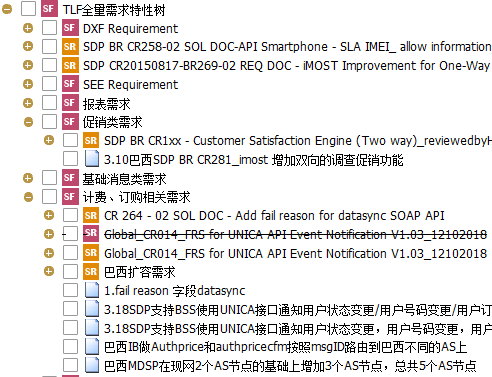 SF TLF全量需求特性树
SF DXF Requirement
SR SDP BR CR258-02 SOL DOC-API Smartphone - SLA IMEI_ allow information
SR SDP CR20150817-BR269-02 REQ DOC - iMOST Improvement for One-Way
SF SEE Requirement
SF 报表需求
SF 促销类需求
SR SDP BR CR1xx - Customer Satisfaction Engine (Two way)_reviewedbyH
3.10巴西SDP BR CR281_imost 增加双向的调查促销功能
SF 基础消息类需求
SF 计费、订购相关需求
SR CR 264 - 02 SOL DOC - Add fail reason for datasync SOAP API
SF Global_CR014_FRS for UNICA API Event Notification V1.03_12102018
SR Global_CR014_FRS for UNICA API Event Notification V1.03_12102018
SR 巴西扩容需求
1.fail reason 字段datasync
3.18SDP支持BSS使用UNICA接口通知用户状态变更/用户号码变更/用户订
3.18SDP支持BSS使用UNICA接口通知用户状态变更，用户号码变更，用户
巴西IB做Authprice和authpricecfm按照msgID路由到巴西不同的AS上
巴西MDSP在现网2个AS节点的基础上增加3个AS节点，总共5个AS节点